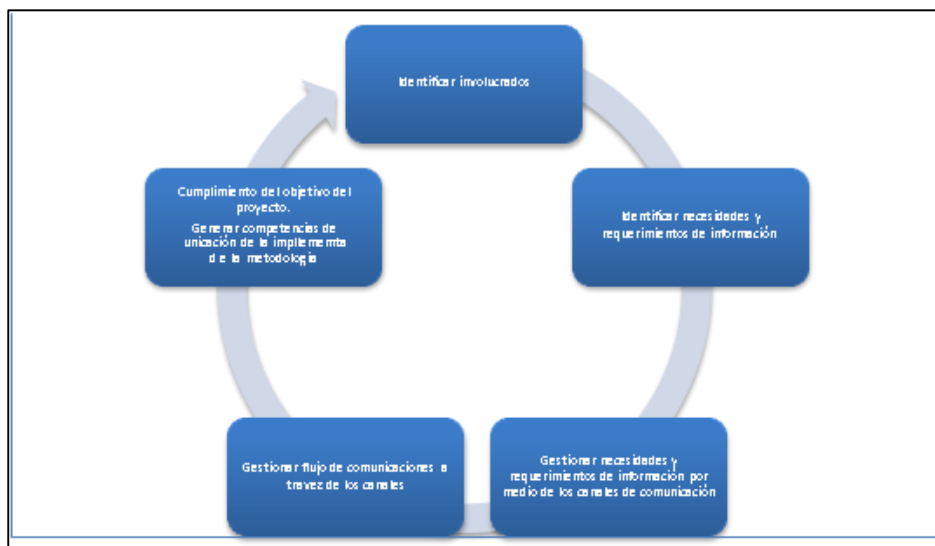 Identificar involucrados
Identificar necesidades y
requerimientos de información
Gestionar necesidades y
requerimientos de información por
medio de los canales de comunicación
Gestionar flujo de comunicaciones a
travez de los canales
Cumplimiento del objetivo del
proyecto.
Generar competencias de
unicación de la implementa
d e la metodología